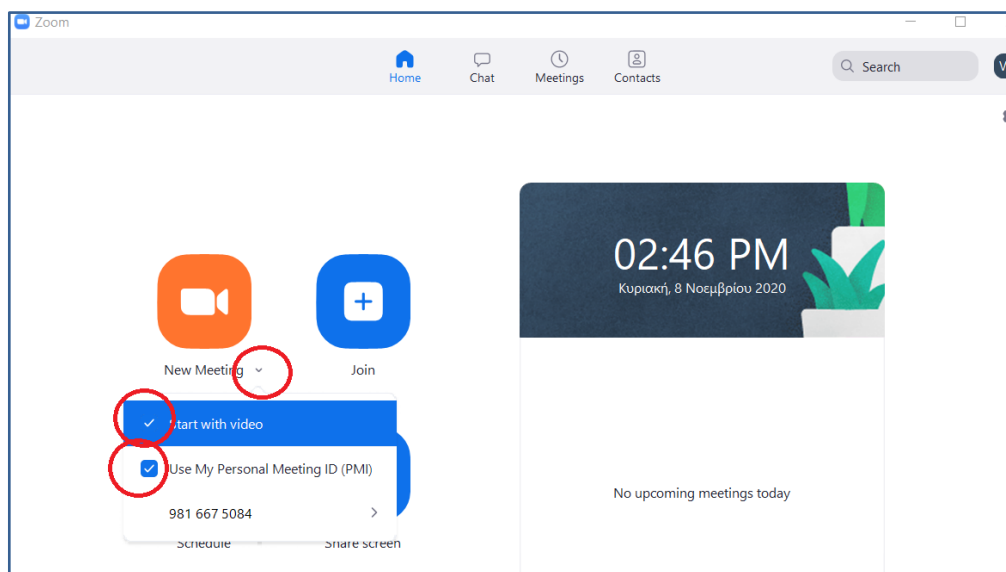 Zoom
Home
Chat
Meetings
Contacts
Search
02:46 PM
Κυριακή, 8 Νοεμβρίου 2020
New Meeting
Join
Start with video
Use My Personal Meeting ID (PMI)
981 667 5084
No upcoming meetings today
Schedule
Share screen